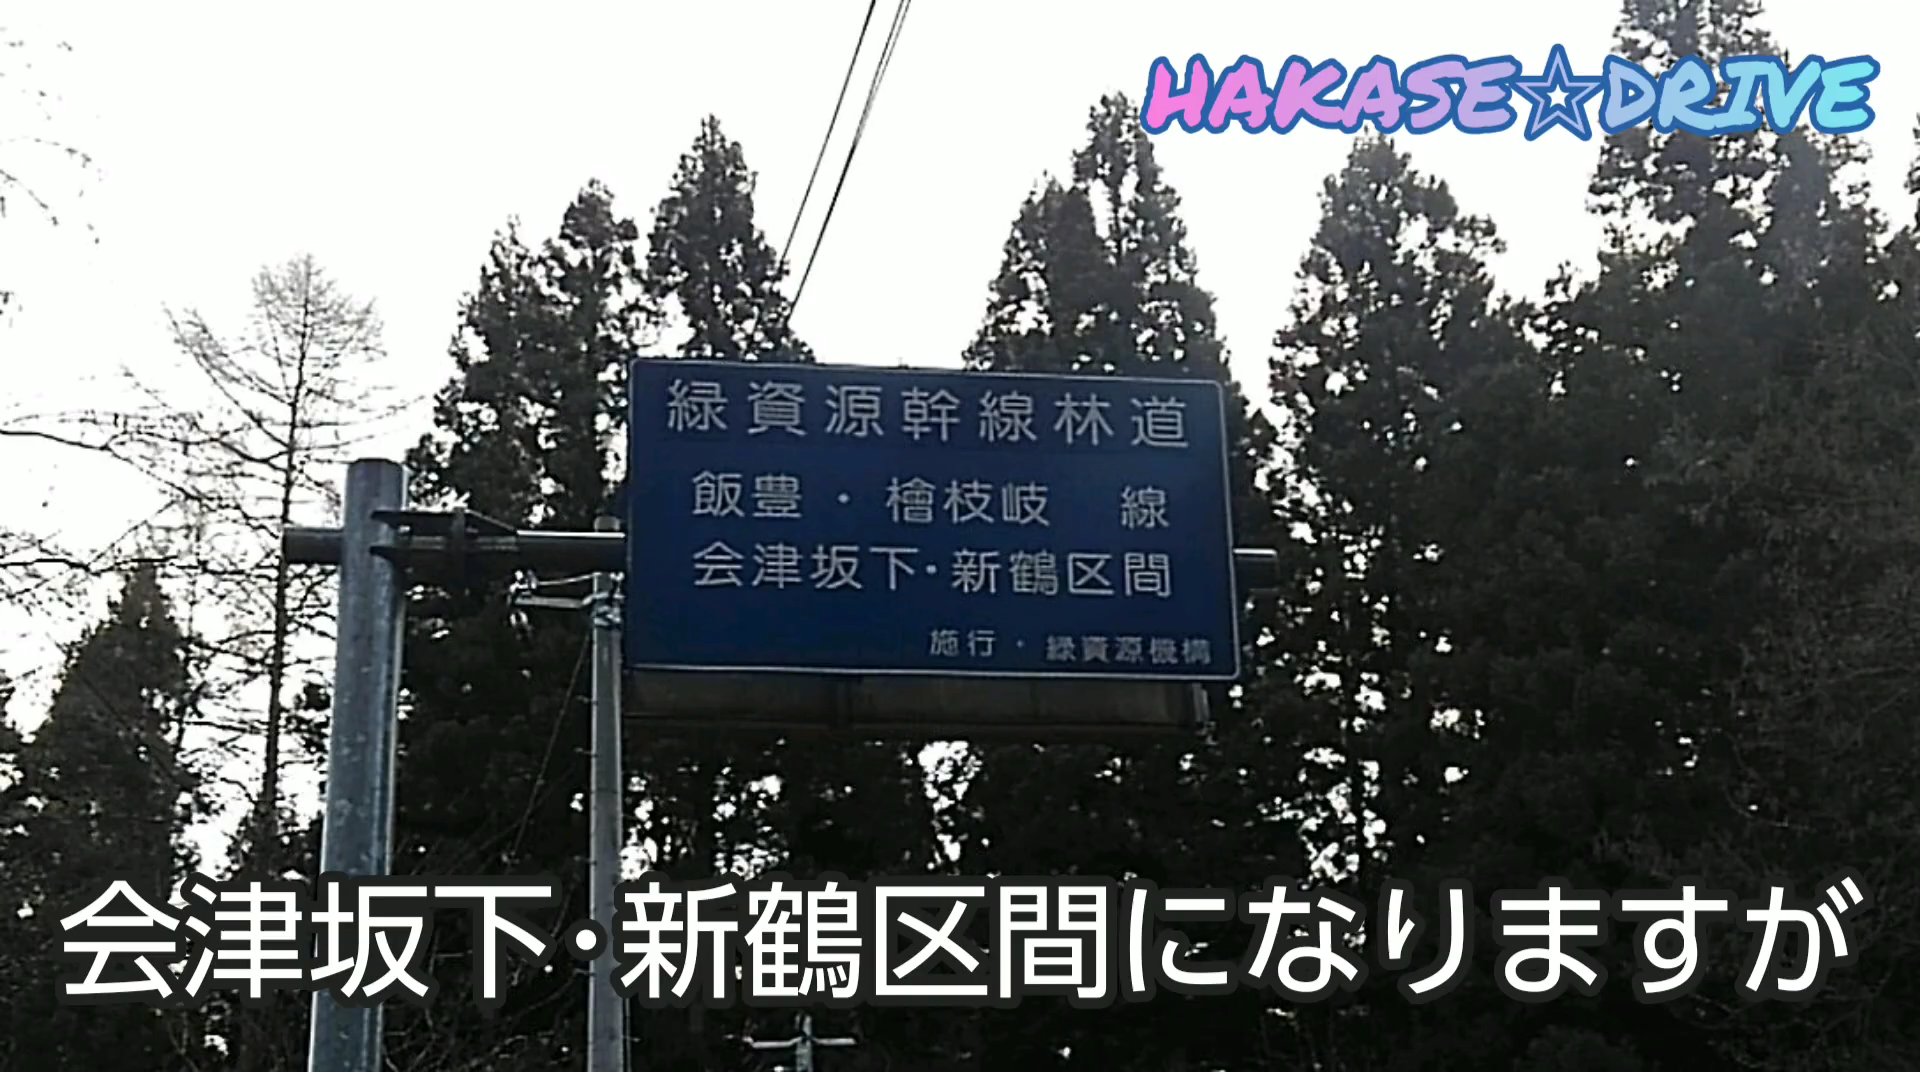 HAKASE☆DRIVE
緑資源幹線林道
飯豊・檜枝岐 線
会津坂下・新鶴区間
施行・緑資源機構
会津坂下・新鶴区間になりますが